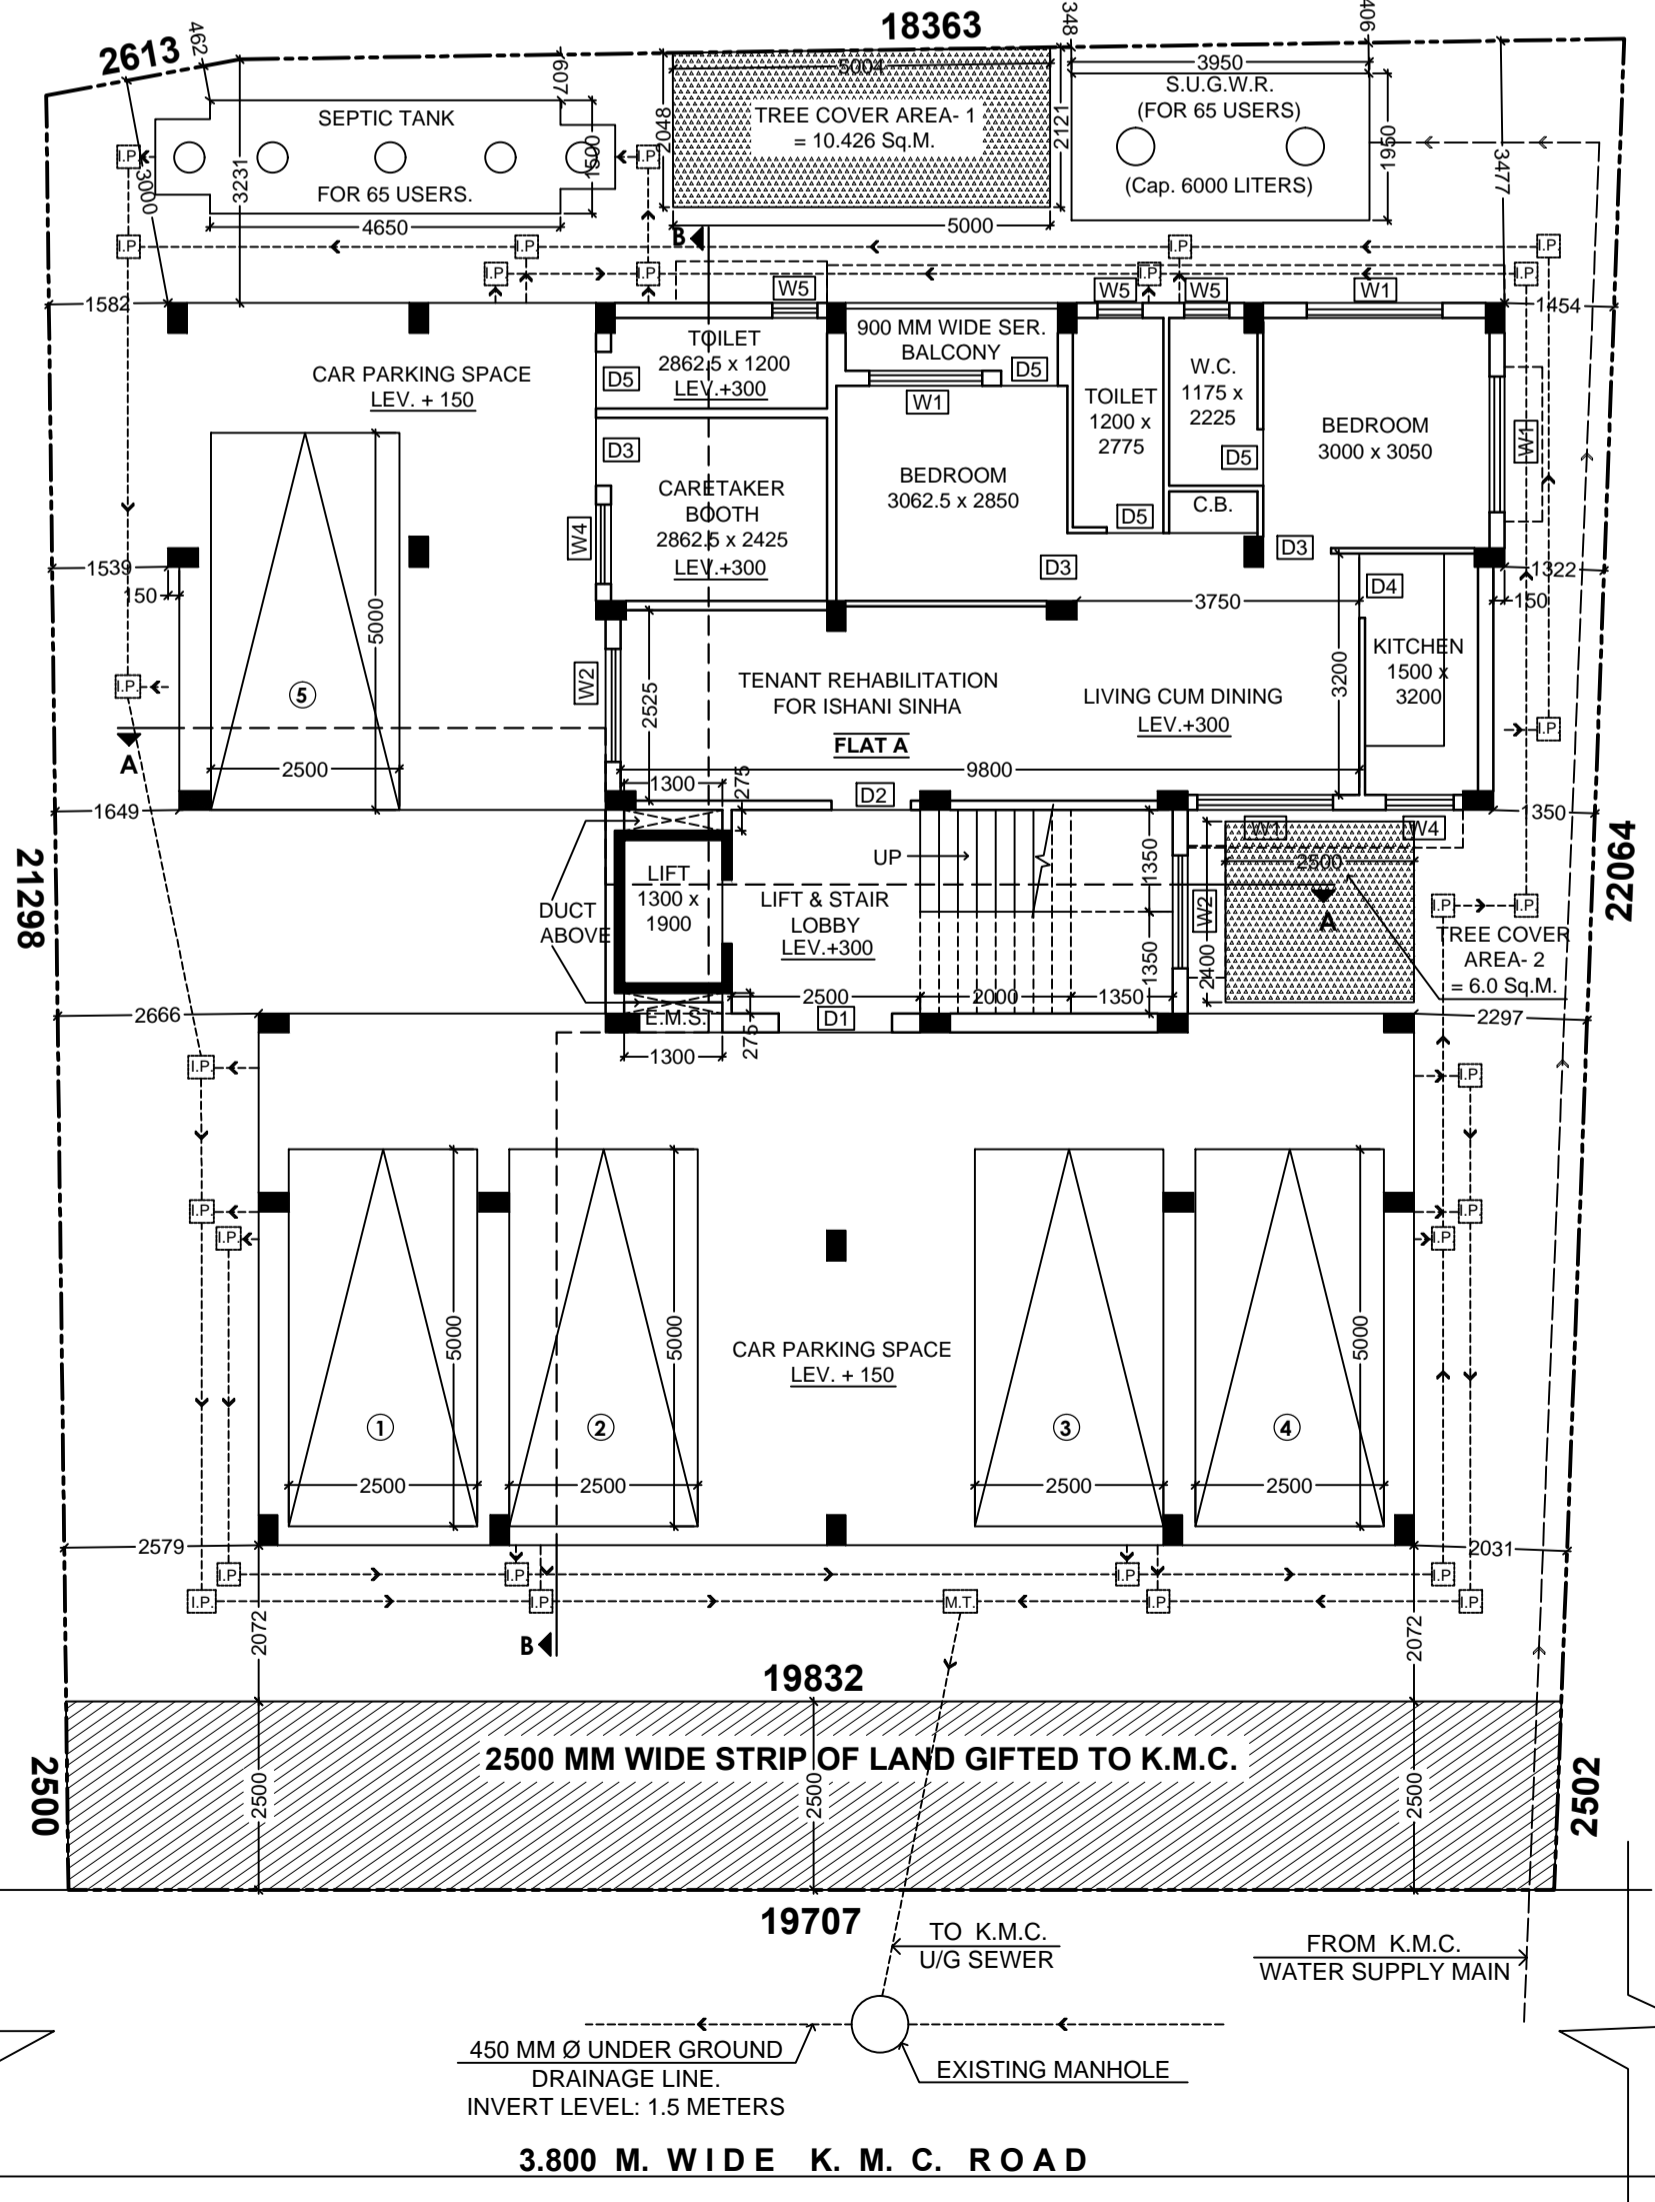 18363
2613
462
607
348
406
5004
3950
SEPTIC TANK
FOR 65 USERS.
3000
3231
1500
4650
2048
TREE COVER AREA- 1
= 10.426 Sq.M.
2121
5000
S.U.G.W.R.
(FOR 65 USERS)
(Cap. 6000 LITERS)
1950
3477
I.P.
I.P.
I.P.
I.P.
I.P.
I.P.
I.P.
I.P.
I.P.
I.P.
B
W5
W5
W5
W1
1582
1454
CAR PARKING SPACE
LEV. + 150
TOILET
2862.5 x 1200
LEV.+300
D5
900 MM WIDE SER.
BALCONY
D5
W1
TOILET
1200 x
2775
D5
W.C.
1175 x
2225
D5
C.B.
BEDROOM
3000 x 3050
W1
D3
D3
CARETAKER
BOOTH
2862.5 x 2425
LEV.+300
W4
BEDROOM
3062.5 x 2850
D3
1539
150
5000
1322
150
3750
D4
KITCHEN
1500 x
3200
3200
I.P.
5
W2
2525
TENANT REHABILITATION
FOR ISHANI SINHA
FLAT A
LIVING CUM DINING
LEV.+300
I.P.
A
2500
1300
275
9800
D2
1649
1350
W1
W4
2500
21298
22064
DUCT
ABOVE
LIFT
1300 x
1900
LIFT & STAIR
LOBBY
LEV.+300
UP
1350
1350
W2
2400
A
I.P.
I.P.
TREE COVER
AREA- 2
= 6.0 Sq.M.
2500
2000
1350
E.M.S.
D1
1300
275
2666
2297
I.P.
I.P.
I.P.
I.P.
I.P.
I.P.
5000
5000
5000
CAR PARKING SPACE
LEV. + 150
1
2
3
4
2500
2500
2500
2500
2579
2031
I.P.
I.P.
I.P.
I.P.
I.P.
I.P.
M.T.
I.P.
I.P.
2072
B
2072
19832
2500 MM WIDE STRIP OF LAND GIFTED TO K.M.C.
2500
2500
2500
2500
2502
19707
TO K.M.C.
U/G SEWER
FROM K.M.C.
WATER SUPPLY MAIN
450 MM Ø UNDER GROUND
DRAINAGE LINE.
INVERT LEVEL: 1.5 METERS
EXISTING MANHOLE
3.800 M. WIDE K. M. C. ROAD